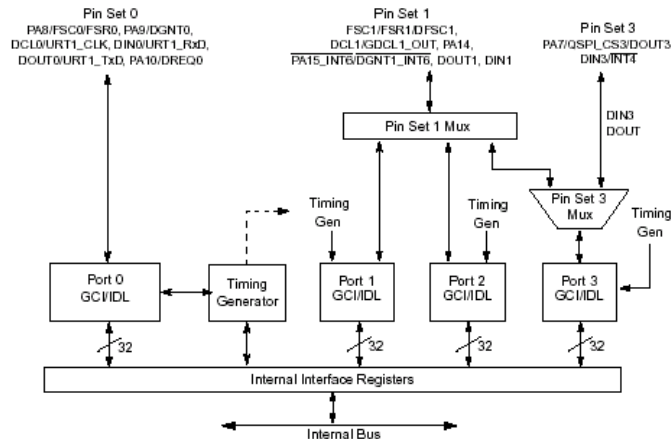 Pin Set 0
PA8/FSC0/FSR0, PA9/DGNT0,
DCL0/URT1_CLK, DIN0/URT1_RxD,
DOUT0/URT1_TxD, PA10/DREQ0
Pin Set 1
FSC1/FSR1/DFSC1,
DCL1/GDCL1_OUT, PA14,
PA15_INT6/DGNT1_INT6, DOUT1, DIN1
Pin Set 3
PA7/QSPI_CS3/DOUT3
DIN3/INT4
Pin Set 1 Mux
DIN3
DOUT
Pin Set 3
Mux
Timing
Gen
Timing
Gen
Timing
Gen
Port 0
GCI/IDL
Timing
Generator
Port 1
GCI/IDL
Port 2
GCI/IDL
Port 3
GCI/IDL
32
32
32
32
Internal Interface Registers
Internal Bus